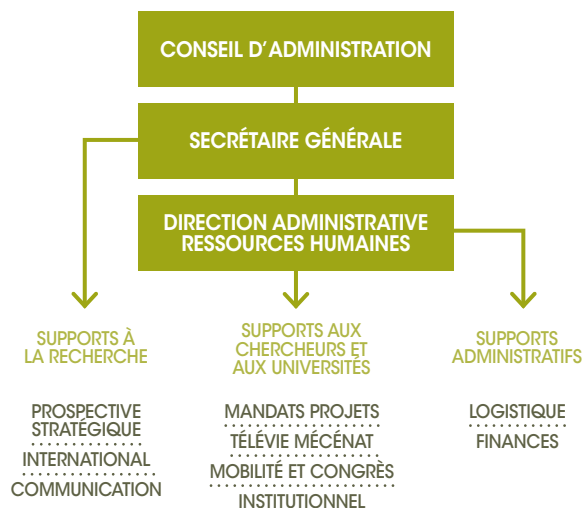 CONSEIL D'ADMINISTRATION
SECRÉTAIRE GÉNÉRALE
DIRECTION ADMINISTRATIVE
RESSOURCES HUMAINES
SUPPORTS À
LA RECHERCHE
PROSPECTIVE
STRATÉGIQUE
INTERNATIONAL
COMMUNICATION
SUPPORTS AUX
CHERCHEURS ET
AUX UNIVERSITÉS
MANDATS PROJETS
TÉLÉVIE MÉCÉNAT
MOBILITÉ ET CONGRÈS
INSTITUTIONNEL
SUPPORTS
ADMINISTRATIFS
LOGISTIQUE
FINANCES